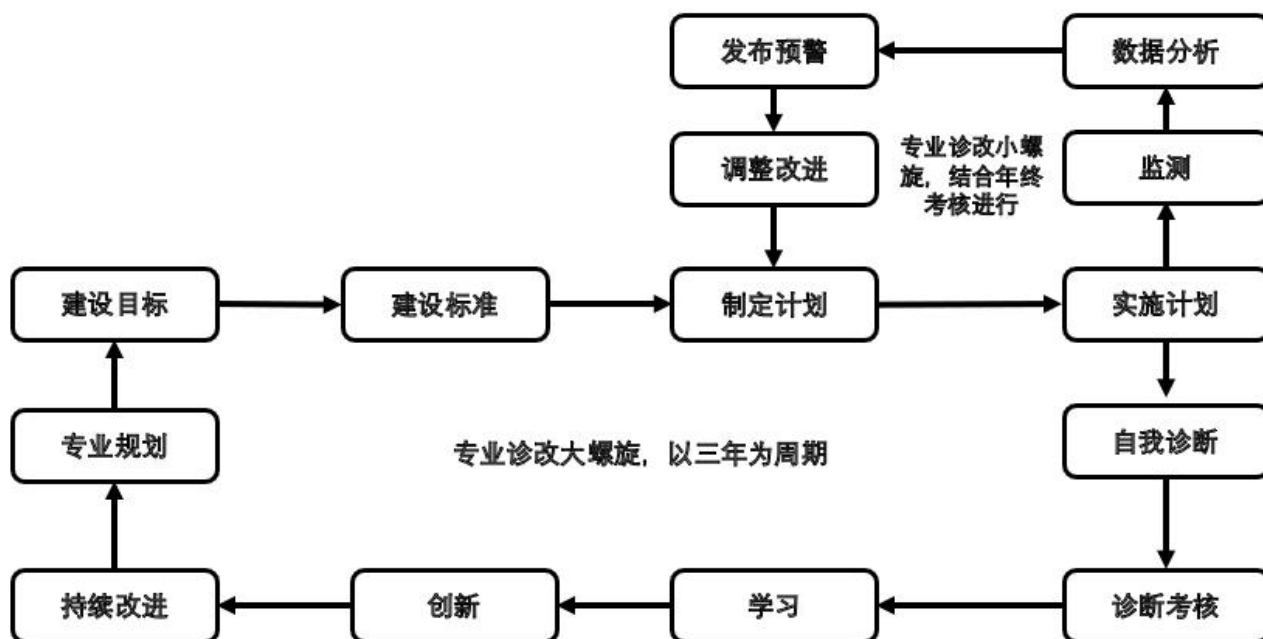 发布预警
数据分析
调整改进
专业诊改小螺
旋，结合年终
考核进行
监测
建设目标
建设标准
制定计划
实施计划
专业规划
专业诊改大螺旋，以三年为周期
自我诊断
持续改进
创新
学习
诊断考核